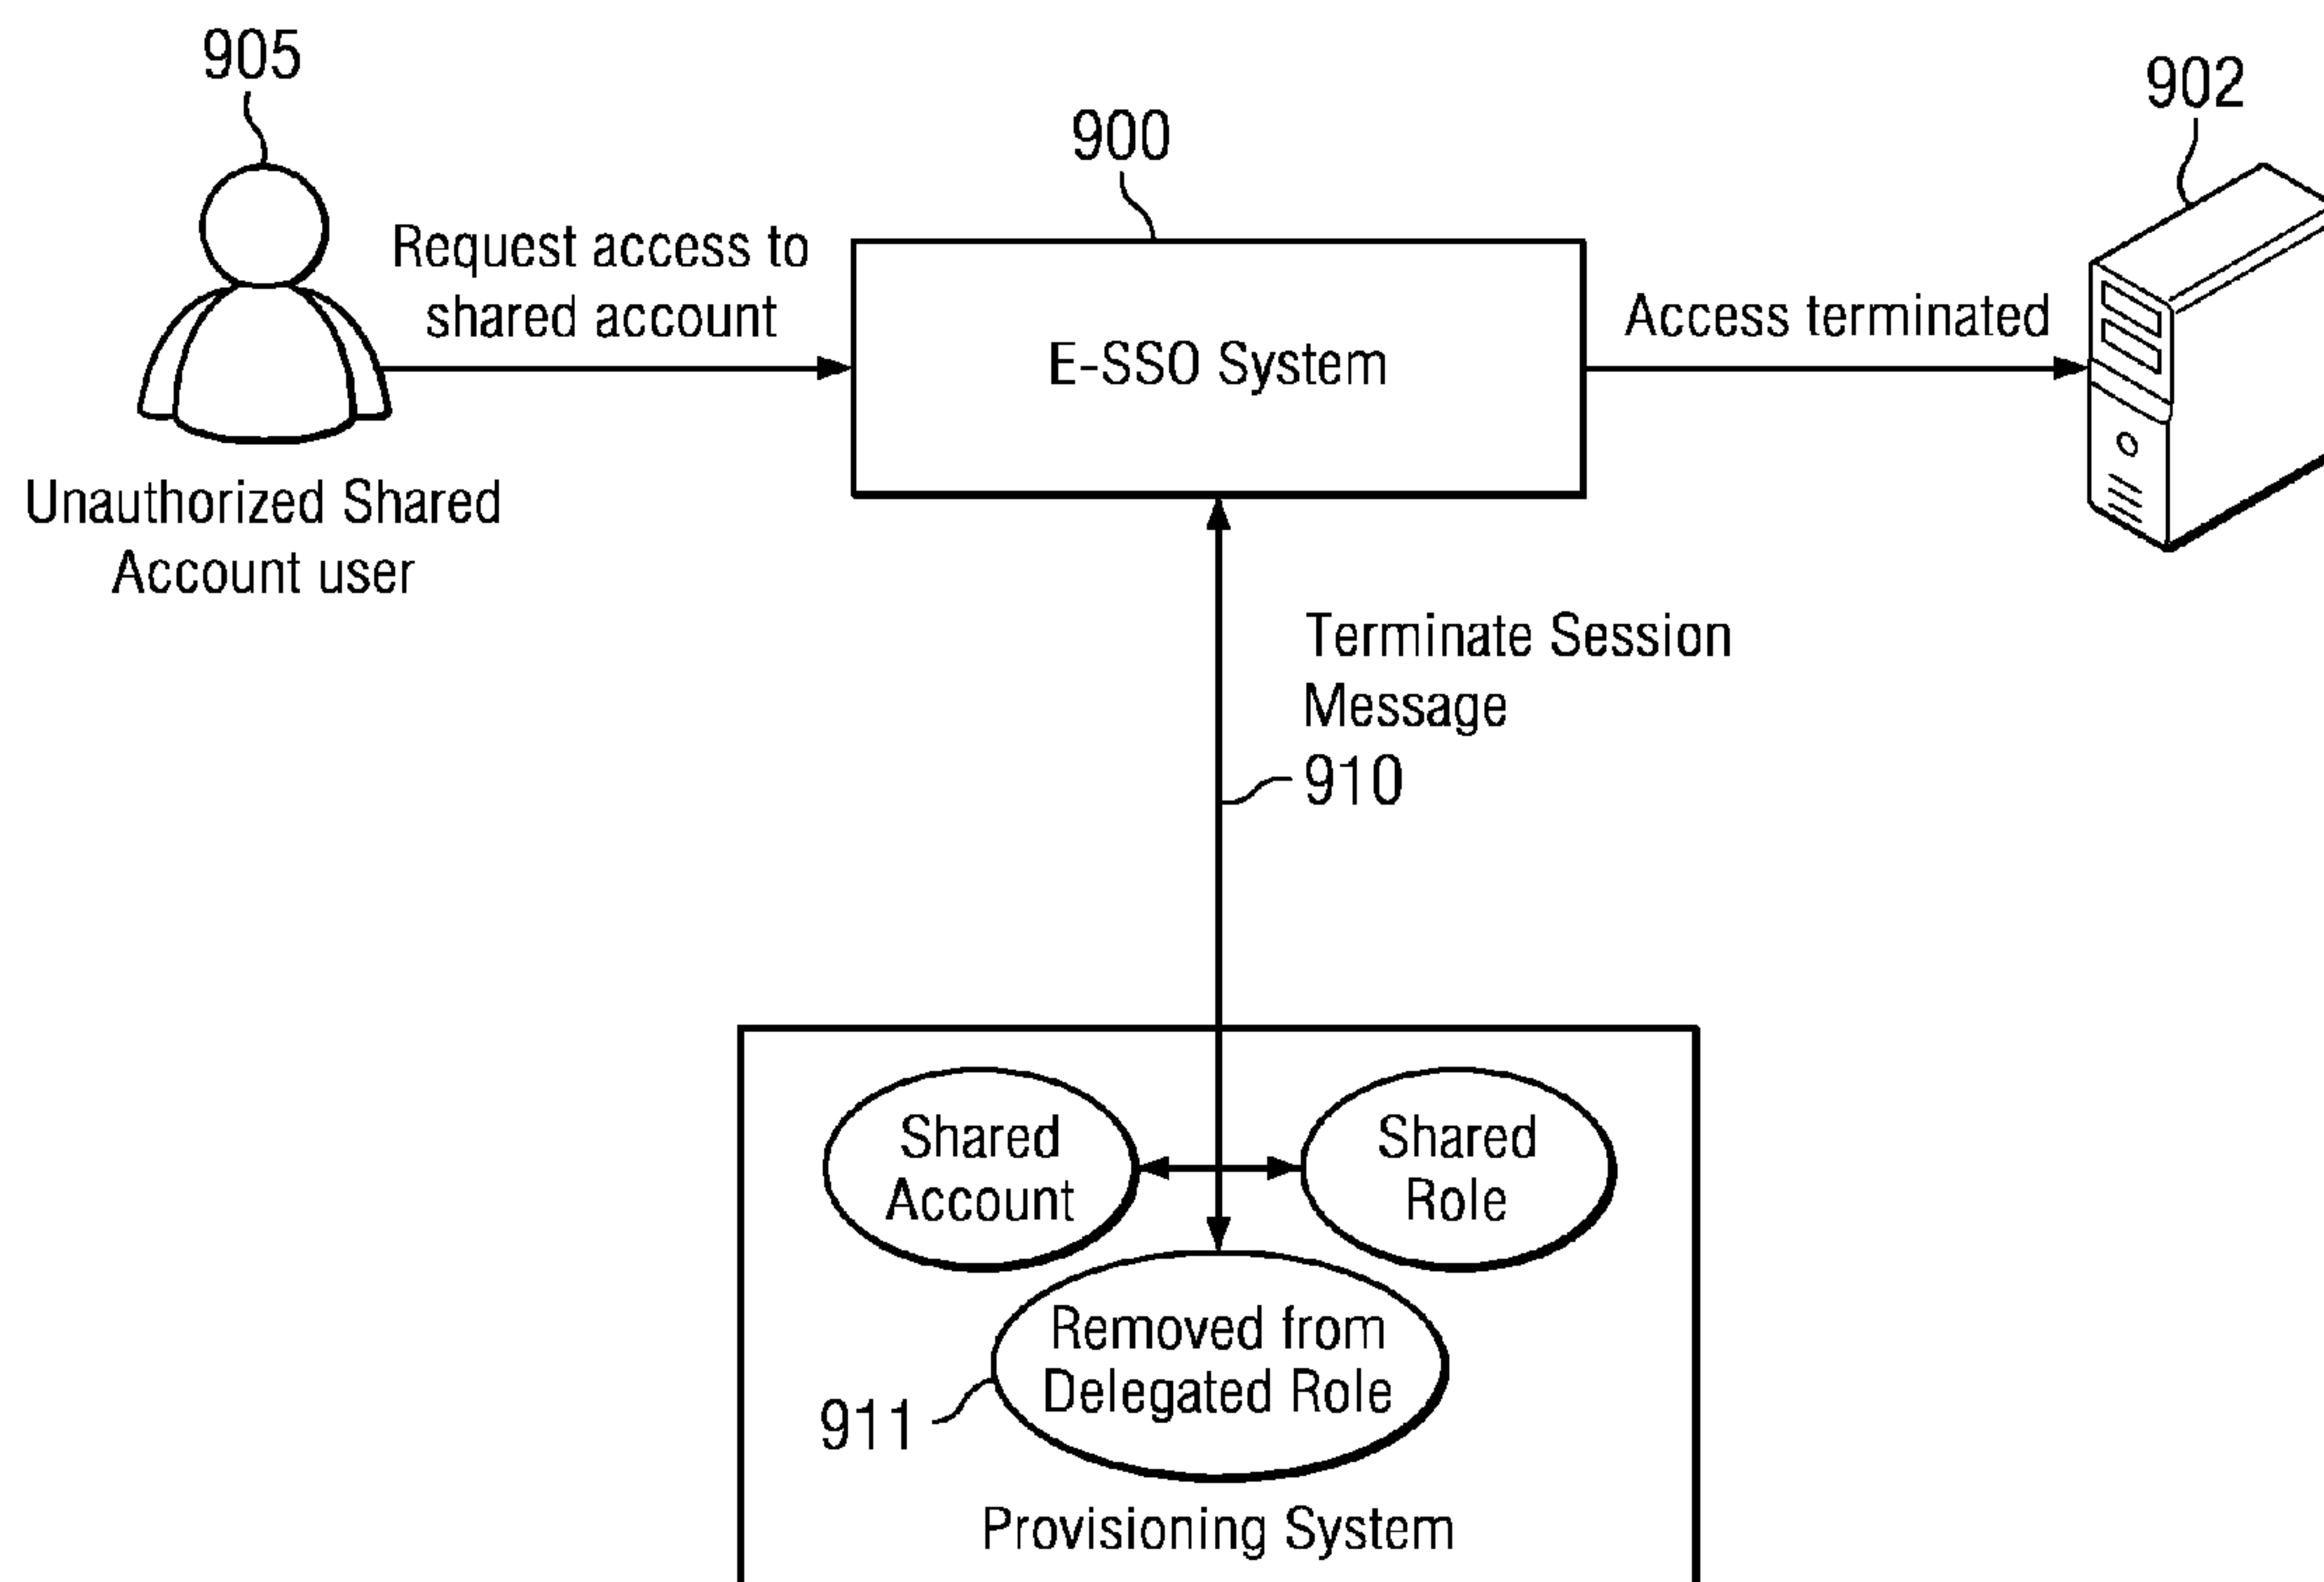 905
902
900
Request access to
shared account
E-SSO System
Access terminated
Unauthorized Shared
Account user
Terminate Session
Message
910
Shared
Account
Shared
Role
Removed from
Delegated Role
911
Provisioning System